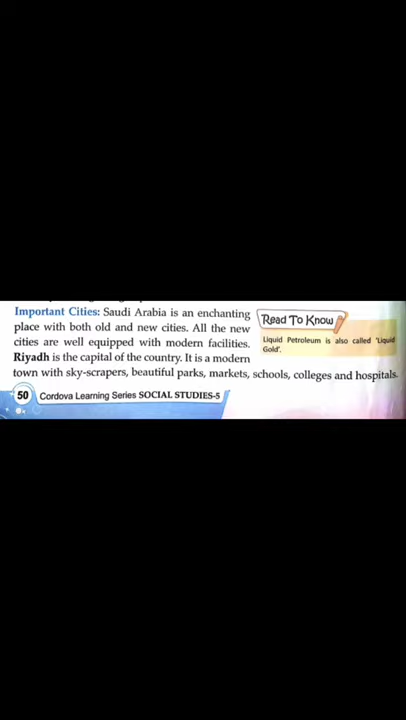 Important Cities: Saudi Arabia is an enchanting
place with both old and new cities. All the new
cities are well equipped with modern facilities.
Riyadh is the capital of the country. It is a modern
town with sky-scrapers, beautiful parks, markets, schools, colleges and hospitals.
Read To Know
Liquid Petroleum is also called 'Liquid
Gold'.
50 Cordova Learning Series SOCIAL STUDIES-5